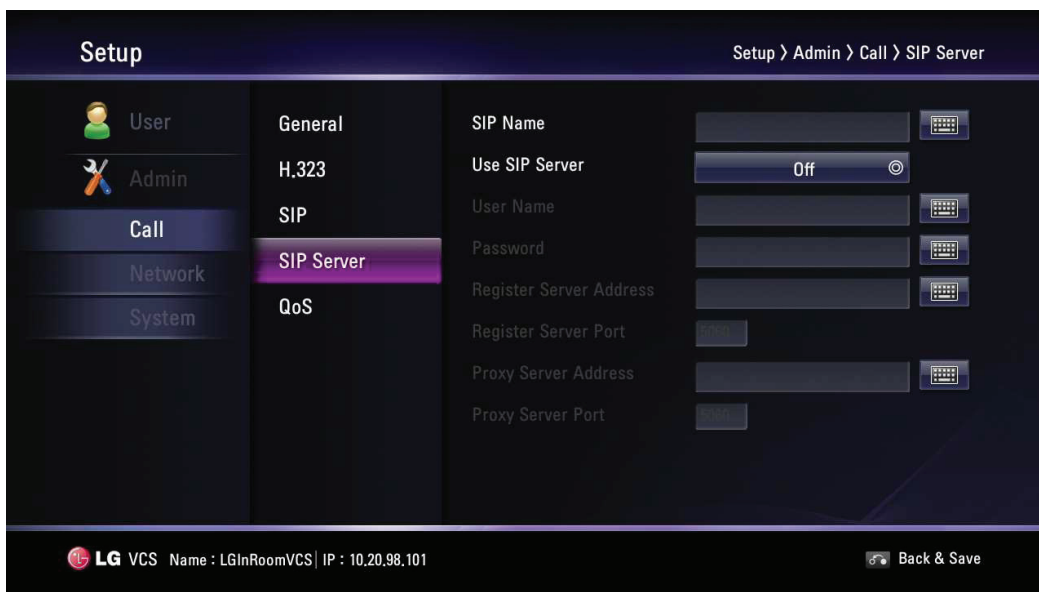 Setup
Setup > Admin > Call > SIP Server
User
Admin
Call
Network
System
General
H.323
SIP
SIP Server
QoS
SIP Name
Use SIP Server Off
User Name
Password
Register Server Address
Register Server Port 5060
Proxy Server Address
Proxy Server Port 5060
LG VCS Name : LGInRoomVCS | IP : 10.20.98.101
Back & Save